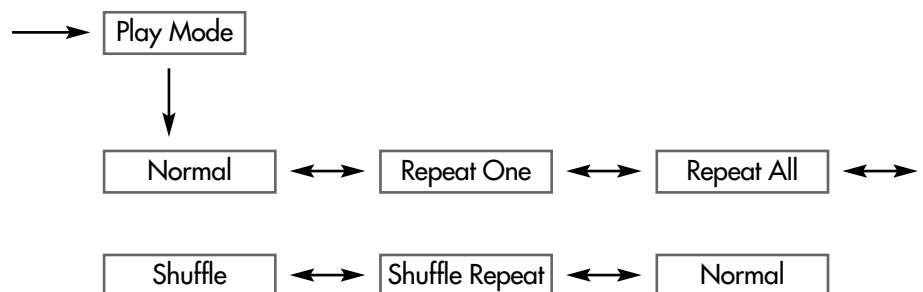 Play Mode
Normal Repeat One Repeat All
Shuffle Shuffle Repeat Normal